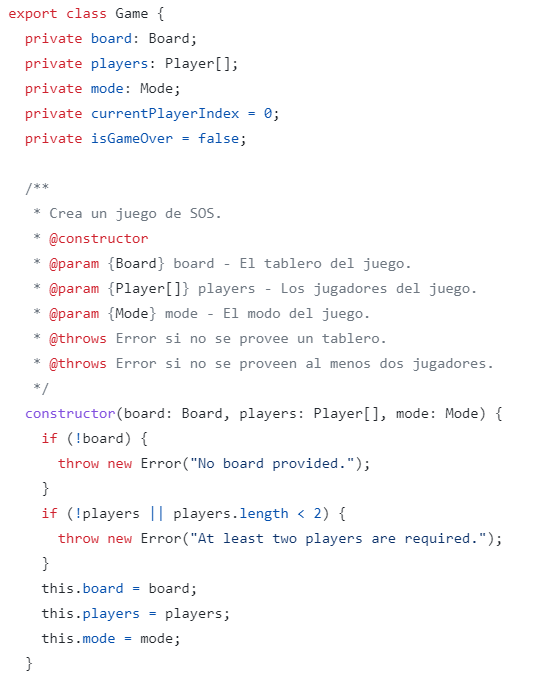 export class Game {
  private board: Board;
  private players: Player[];
  private mode: Mode;
  private currentPlayerIndex = 0;
  private isGameOver = false;

  /**
   * Crea un juego de SOS.
   * @constructor
   * @param {Board} board - El tablero del juego.
   * @param {Player[]} players - Los jugadores del juego.
   * @param {Mode} mode - El modo del juego.
   * @throws Error si no se provee un tablero.
   * @throws Error si no se proveen al menos dos jugadores.
   */
  constructor(board: Board, players: Player[], mode: Mode) {
    if (!board) {
      throw new Error("No board provided.");
    }
    if (!players || players.length < 2) {
      throw new Error("At least two players are required.");
    }
    this.board = board;
    this.players = players;
    this.mode = mode;
  }